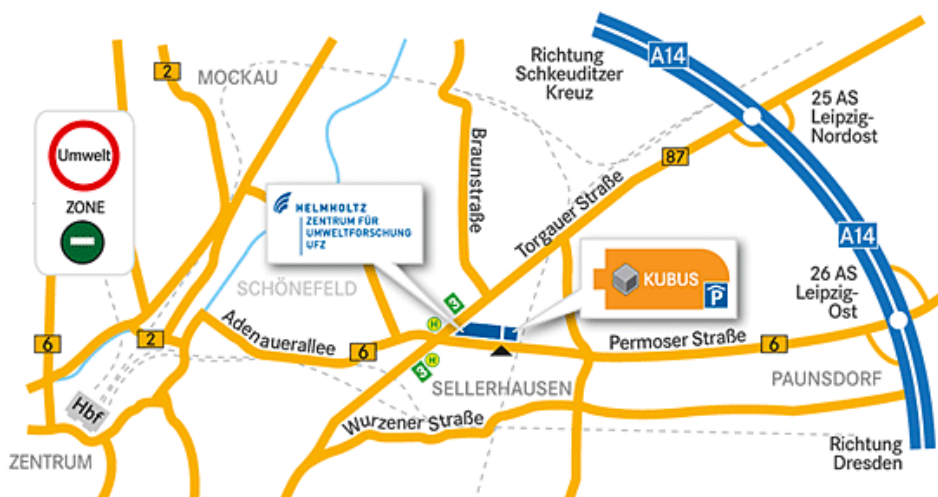 Richtung
Schkeuditzer
Kreuz
A14
2
MOCKAU
25 AS
Leipzig-
Nordost
Umwelt
ZONE
Braunstraße
87
HELMHOLTZ
ZENTRUM FÜR
UMWELTFORSCHUNG
UFZ
Torgauer Straße
A14
KUBUS
P
26 AS
Leipzig-
Ost
SCHÖNEFELD
3
H
Adenauerallee
6
2
6
Permoser Straße
6
H
3
SELLERHAUSEN
PAUNSDORF
Hbf
Wurzener Straße
ZENTRUM
Richtung
Dresden